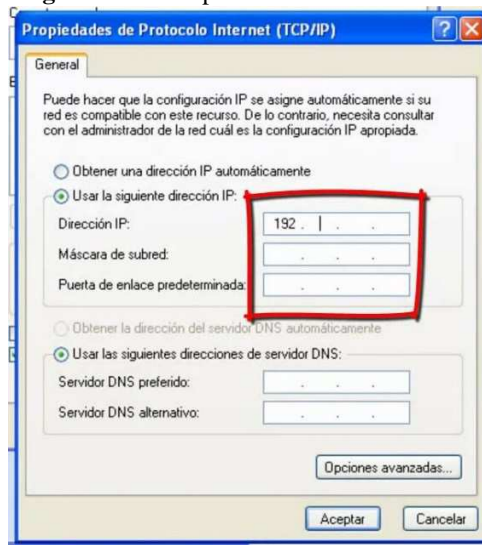 Propiedades de Protocolo Internet (TCP/IP)
General
Puede hacer que la configuración IP se asigne automáticamente si su
red es compatible con este recurso. De lo contrario, necesita consultar
con el administrador de la red cuál es la configuración IP apropiada.
Obtener una dirección IP automáticamente
Usar la siguiente dirección IP:
Dirección IP: 192 . . .
Máscara de subred: . . .
Puerta de enlace predeterminada: . . .
Obtener la dirección del servidor DNS automáticamente
Usar las siguientes direcciones de servidor DNS:
Servidor DNS preferido: . . .
Servidor DNS alternativo: . . .
Opciones avanzadas...
Aceptar Cancelar